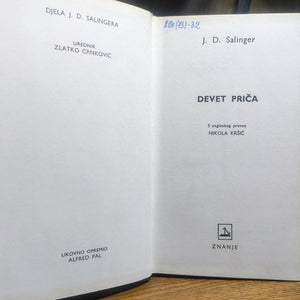 DJELA J. D. SALINGERA
UREDNIK
ZLATKO CRNKOVIĆ
LIKOVNO OPREMIO
ALFRED PAL
J. D. Salinger
DEVET PRIČA
S engleskog preveo
NIKOLA KRŠIĆ
ZNANJE